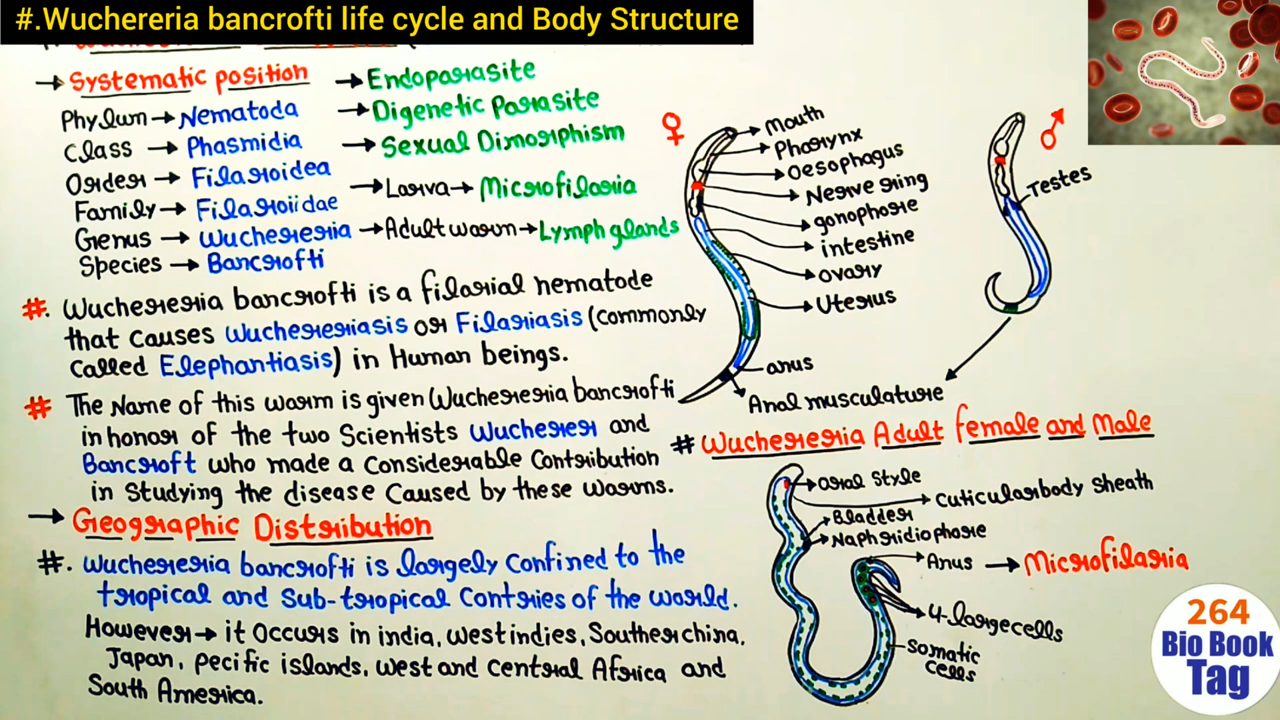 #.Wuchereria bancrofti life cycle and Body Structure
→ Systematic position
Phylum → Nematoda
Class → Phasmidia
Order → Filaroidea
Family → Filaroiidae
Genus → Wuchereria
Species → Bancrofti
→ Endoparasite
→ Digenetic Parasite
→ Sexual Dimorphism
→ Larva → Microfilaria
→ Adult warm → Lymph glands
#. Wuchereria bancrofti is a filarial nematode
that causes Wuchereriasis or Filariasis (commonly
called Elephantiasis) in Human beings.
# The Name of this warm is given Wuchereria bancrofti
in honor of the two Scientists Wucherer and
Bancroft who made a Considerable Contribution
in Studying the disease Caused by these warms.
→ Geographic Distribution
#. Wuchereria bancrofti is largely Confined to the
tropical and Sub-tropical Contries of the world.
However → it Occurs in india, west indies, Souther china,
Japan, pecific islands, west and central Africa and
South America.
♀
Mouth
Pharynx
Oesophagus
Nerve ring
gonophore
intestine
ovary
Uterus
anus
Anal musculature
♂
Testes
# Wuchereria Adult female and Male
Oral Style
Cuticularbody Sheath
Bladder
Naphridiophore
Anus → Microfilaria
4-largecells
Somatic
cells
264
Bio Book
Tag